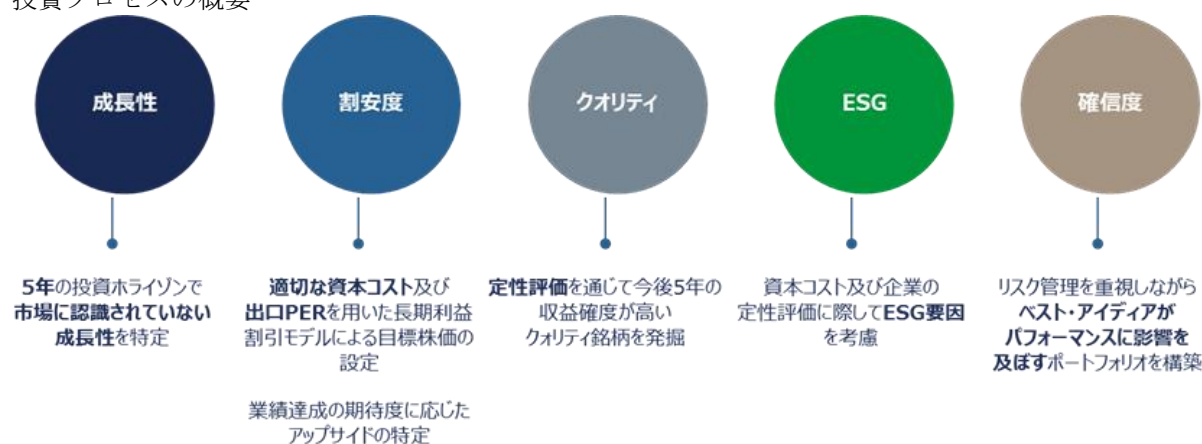 投資プロセスの概要
成長性
5年の投資ホライゾンで
市場に認識されていない
成長性を特定
割安度
適切な資本コスト及び
出口PERを用いた長期利益
割引モデルによる目標株価の
設定
業績達成の期待度に応じた
アップサイドの特定
クオリティ
定性評価を通じて今後5年の
収益確度が高い
クォリティ銘柄を発掘
ESG
資本コスト及び企業の
定性評価に際してESG要因
を考慮
確信度
リスク管理を重視しながら
ベスト・アイディアが
パフォーマンスに影響を
及ぼすポートフォリオを構築